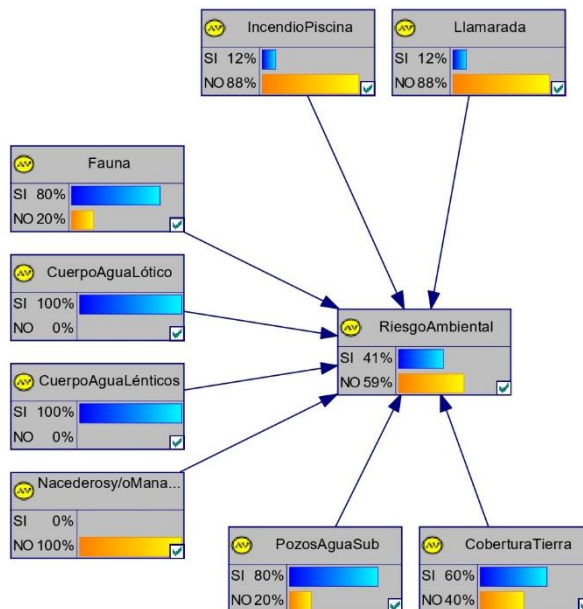 IncendioPiscina
SI 12%
NO 88%
Llamarada
SI 12%
NO 88%
Fauna
SI 80%
NO 20%
CuerpoAguaLótico
SI 100%
NO 0%
RiesgoAmbiental
SI 41%
NO 59%
CuerpoAguaLénticos
SI 100%
NO 0%
Nacederosy/oMana...
SI 0%
NO 100%
PozosAguaSub
SI 80%
NO 20%
CoberturaTierra
SI 60%
NO 40%